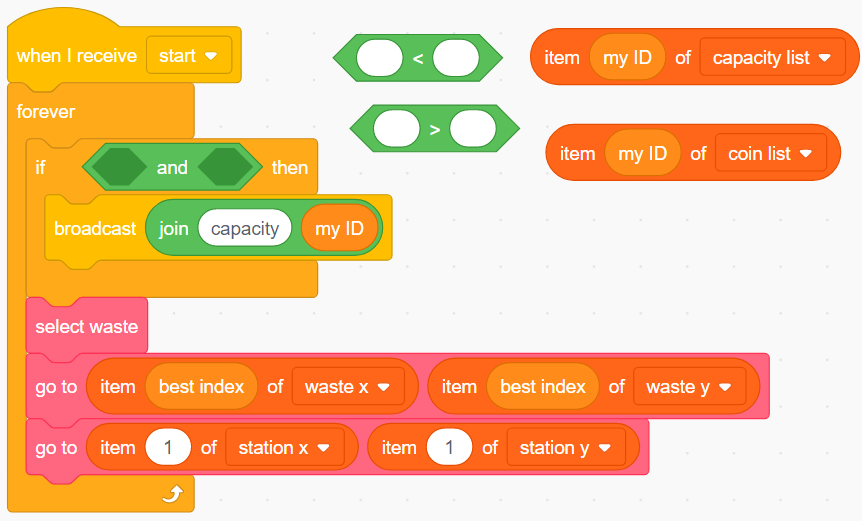 when I receive start
forever
if and then
broadcast join capacity my ID
select waste
go to item best index of waste x item best index of waste y
go to item 1 of station x item 1 of station y
<
>
item my ID of capacity list
item my ID of coin list